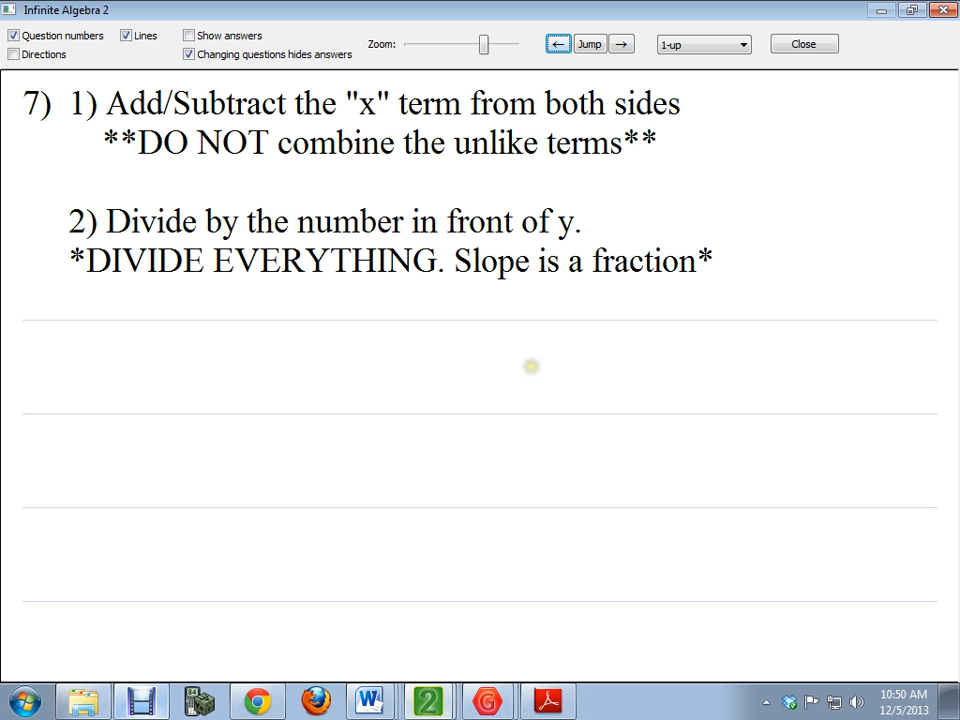 Infinite Algebra 2
Question numbers
Lines
Show answers
Directions
Changing questions hides answers
Zoom:
Jump
1-up
Close
7) 1) Add/Subtract the "x" term from both sides
**DO NOT combine the unlike terms**
2) Divide by the number in front of y.
*DIVIDE EVERYTHING. Slope is a fraction*
84
W
2
G
10:50 AM
12/5/2013